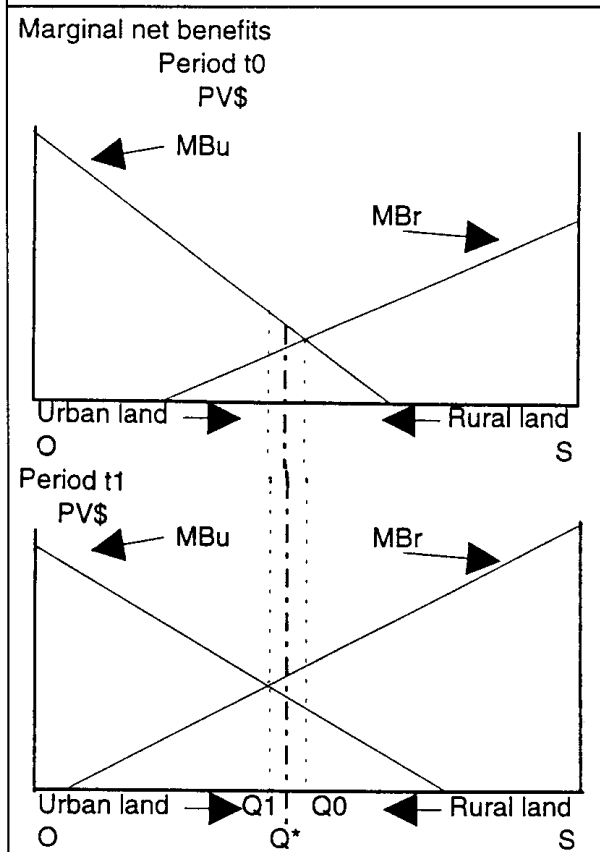 Marginal net benefits
Period t0
PV$
MBu
MBr
Urban land Rural land
O S
Period t1
PV$
MBu MBr
Urban land Q1 Q0 Rural land
O Q* S